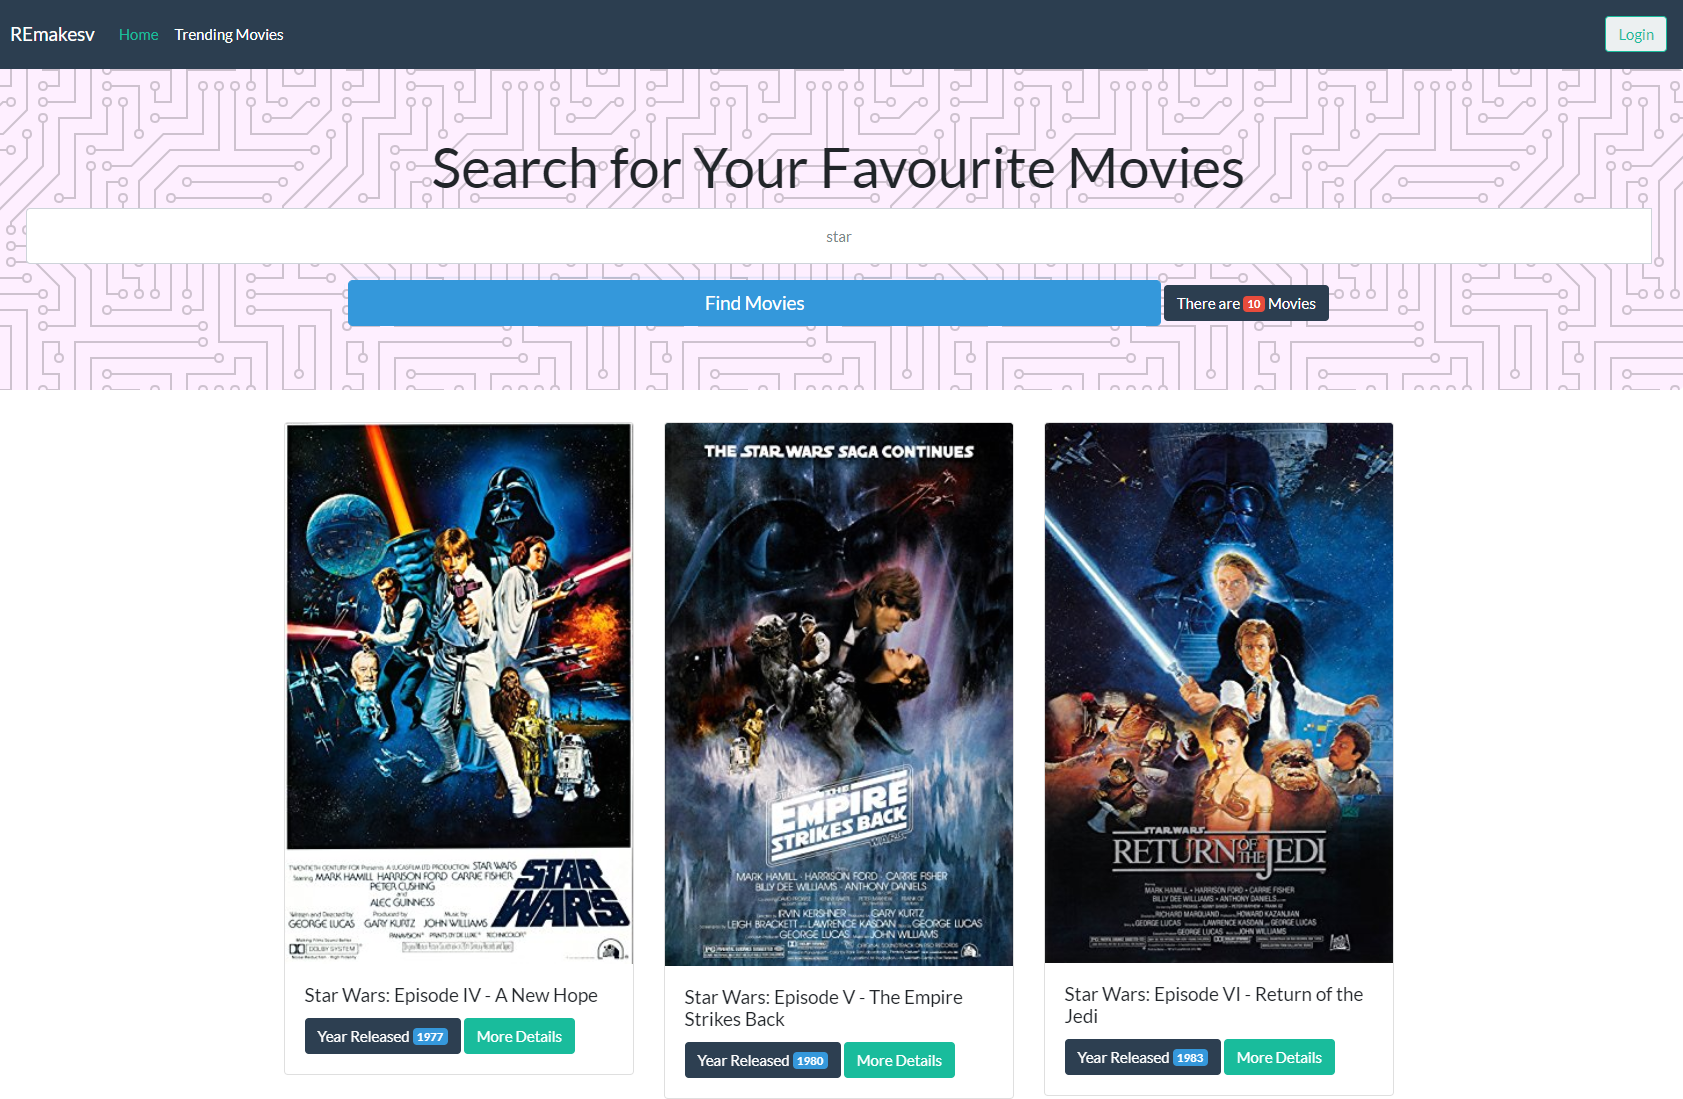 REmakesv Home Trending Movies Login
Search for Your Favourite Movies
star
Find Movies
There are 10 Movies
TWENTIETH CENTURY FOX Presents A LUCASFILM LTD PRODUCTION STAR WARS
Starring MARK HAMILL HARRISON FORD CARRIE FISHER
PETER CUSHING
and
ALEC GUINNESS
Written and Directed by
GEORGE LUCAS
Produced by
GARY KURTZ
Music by
JOHN WILLIAMS
PANAVISION PRINTS BY DE LUXE TECHNICOLOR
DOLBY SYSTEM
STAR
WARS
Star Wars: Episode IV - A New Hope
Year Released 1977 More Details
THE STAR WARS SAGA CONTINUES
THE
EMPIRE
STRIKES BACK
WARS
MARK HAMILL · HARRISON FORD · CARRIE FISHER
BILLY DEE WILLIAMS · ANTHONY DANIELS
IRVIN KERSHNER GARY KURTZ
LEIGH BRACKETT LAWRENCE KASDAN GEORGE LUCAS
GEORGE LUCAS JOHN WILLIAMS
PG
Star Wars: Episode V - The Empire
Strikes Back
Year Released 1980 More Details
STAR WARS
RETURN OF THE JEDI
Starring
MARK HAMILL · HARRISON FORD · CARRIE FISHER
BILLY DEE WILLIAMS · ANTHONY DANIELS
RICHARD MARQUAND HOWARD KAZANJIAN
GEORGE LUCAS LAWRENCE KASDAN GEORGE LUCAS
GEORGE LUCAS JOHN WILLIAMS
PG
Star Wars: Episode VI - Return of the
Jedi
Year Released 1983 More Details